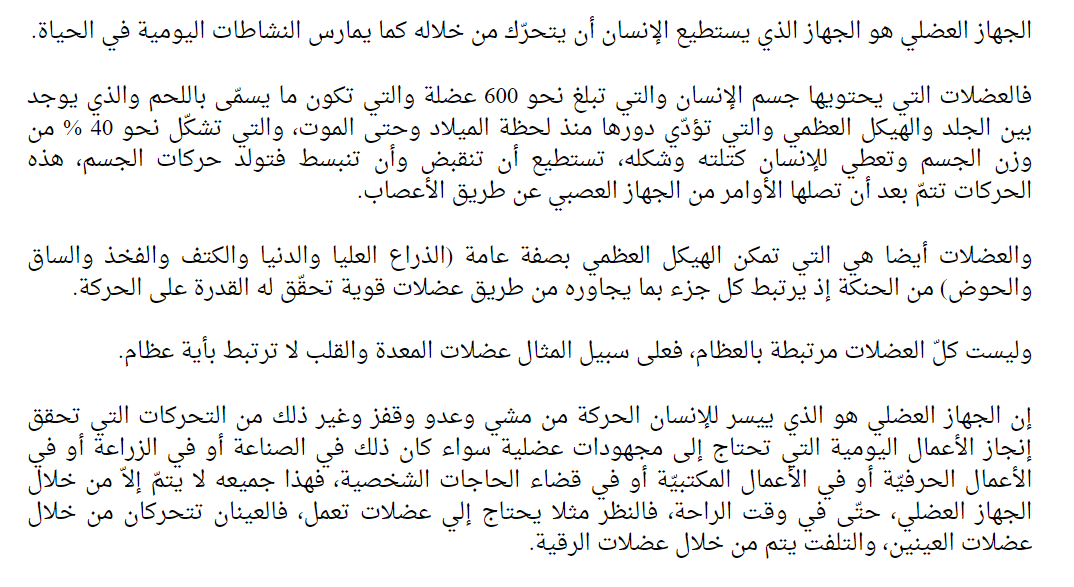 الجهاز العضلي هو الجهاز الذي يستطيع الإنسان أن يتحرّك من خلاله كما يمارس النشاطات اليومية في الحياة.
فالعضلات التي يحتويها جسم الإنسان والتي تبلغ نحو 600 عضلة والتي تكون ما يسمّى باللحم والذي يوجد
بين الجلد والهيكل العظمي والتي تؤدّي دورها منذ لحظة الميلاد وحتى الموت، والتي تشكّل نحو 40 % من
وزن الجسم وتعطي للإنسان كتلته وشكله، تستطيع أن تنقبض وأن تنبسط فتولد حركات الجسم، هذه
الحركات تتمّ بعد أن تصلها الأوامر من الجهاز العصبي عن طريق الأعصاب.
والعضلات أيضا هي التي تمكن الهيكل العظمي بصفة عامة (الذراع العليا والدنيا والكتف والفخذ والساق
والحوض) من الحنكة إذ يرتبط كل جزء بما يجاوره من طريق عضلات قوية تحقّق له القدرة على الحركة.
وليست كلّ العضلات مرتبطة بالعظام، فعلى سبيل المثال عضلات المعدة والقلب لا ترتبط بأية عظام.
إن الجهاز العضلي هو الذي ييسر للإنسان الحركة من مشي وعدو وقفز وغير ذلك من التحركات التي تحقق
إنجاز الأعمال اليومية التي تحتاج إلى مجهودات عضلية سواء كان ذلك في الصناعة أو في الزراعة أو في
الأعمال الحرفيّة أو في الأعمال المكتبيّة أو في قضاء الحاجات الشخصية، فهذا جميعه لا يتمّ إلاّ من خلال
الجهاز العضلي، حتّى في وقت الراحة، فالنظر مثلا يحتاج إلي عضلات تعمل، فالعينان تتحركان من خلال
عضلات العينين، والتلفت يتم من خلال عضلات الرقية.